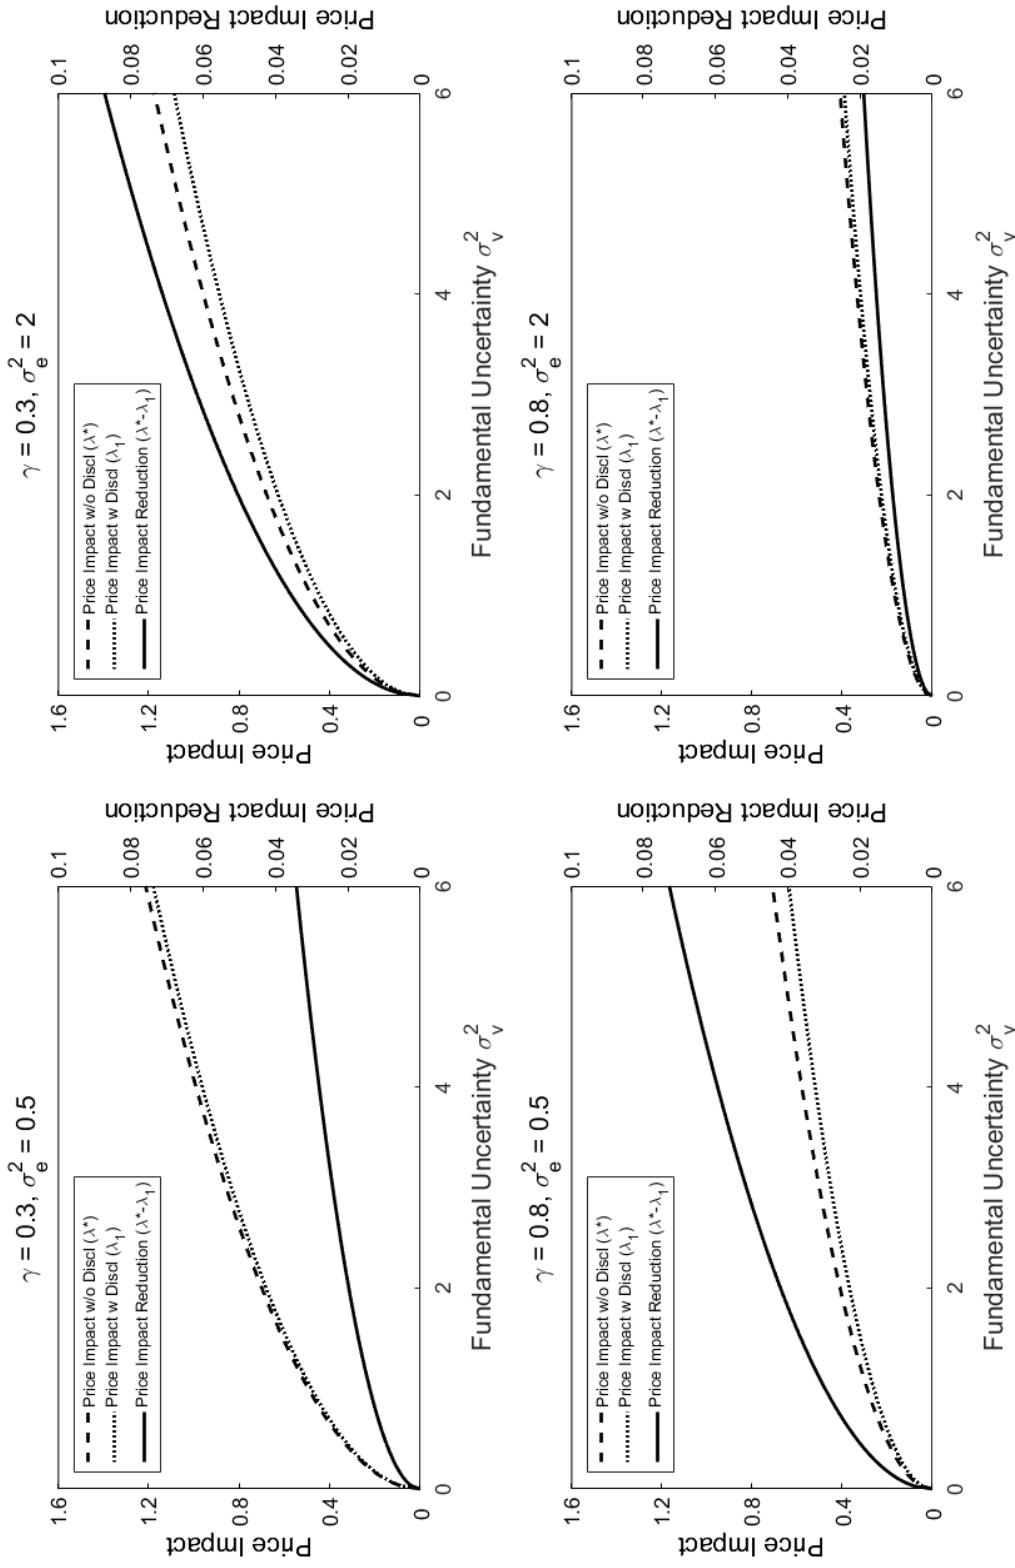 γ = 0.3, σ_e^2 = 0.5
Price Impact
Price Impact Reduction
1.6
1.2
0.8
0.4
0
0.1
0.08
0.06
0.04
0.02
0
Price Impact w/o Discl (λ*)
Price Impact w Discl (λ_1)
Price Impact Reduction (λ*-λ_1)
0 2 4 6
Fundamental Uncertainty σ_v^2
γ = 0.3, σ_e^2 = 2
Price Impact
Price Impact Reduction
1.6
1.2
0.8
0.4
0
0.1
0.08
0.06
0.04
0.02
0
Price Impact w/o Discl (λ*)
Price Impact w Discl (λ_1)
Price Impact Reduction (λ*-λ_1)
0 2 4 6
Fundamental Uncertainty σ_v^2
γ = 0.8, σ_e^2 = 0.5
Price Impact
Price Impact Reduction
1.6
1.2
0.8
0.4
0
0.1
0.08
0.06
0.04
0.02
0
Price Impact w/o Discl (λ*)
Price Impact w Discl (λ_1)
Price Impact Reduction (λ*-λ_1)
0 2 4 6
Fundamental Uncertainty σ_v^2
γ = 0.8, σ_e^2 = 2
Price Impact
Price Impact Reduction
1.6
1.2
0.8
0.4
0
0.1
0.08
0.06
0.04
0.02
0
Price Impact w/o Discl (λ*)
Price Impact w Discl (λ_1)
Price Impact Reduction (λ*-λ_1)
0 2 4 6
Fundamental Uncertainty σ_v^2